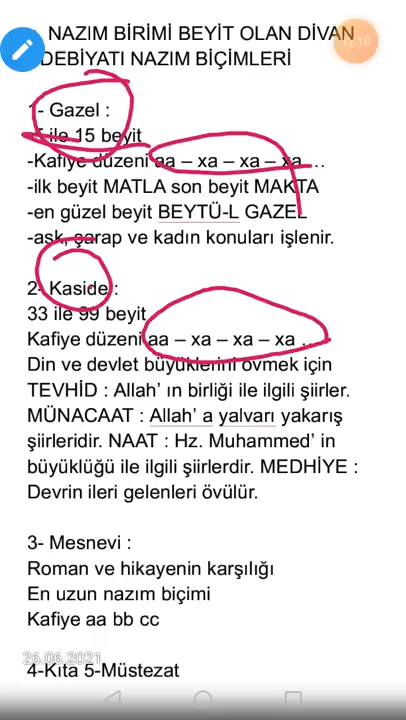 NAZIM BİRİMİ BEYİT OLAN DİVAN
DEBİYATI NAZIM BİÇİMLERİ
12:10
1- Gazel :
ile 15 beyit
-Kafiye düzeni aa – xa – xa – xa …
-ilk beyit MATLA son beyit MAKTA
-en güzel beyit BEYTÜ-L GAZEL
-aşk, şarap ve kadın konuları işlenir.
2- Kaside :
33 ile 99 beyit
Kafiye düzeni aa – xa – xa – xa …
Din ve devlet büyüklerini övmek için
TEVHİD : Allah’ ın birliği ile ilgili şiirler.
MÜNACAAT : Allah’ a yalvarı yakarış
şiirleridir. NAAT : Hz. Muhammed’ in
büyüklüğü ile ilgili şiirlerdir. MEDHİYE :
Devrin ileri gelenleri övülür.
3- Mesnevi :
Roman ve hikayenin karşılığı
En uzun nazım biçimi
Kafiye aa bb cc
26.06.2021
4-Kıta 5-Müstezat